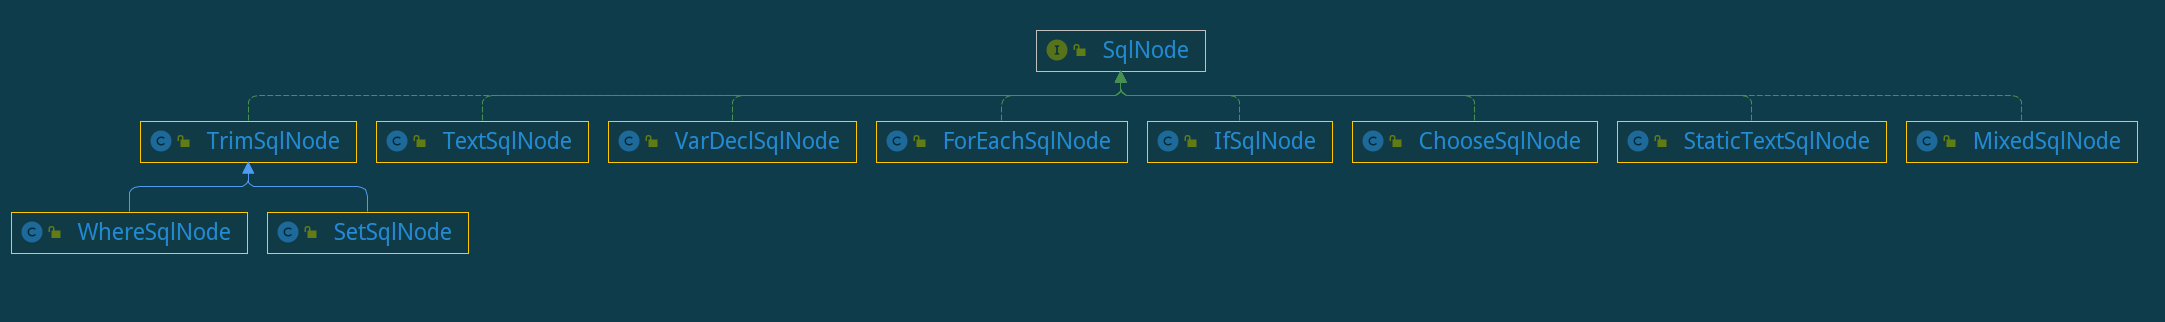 I SqlNode
C TrimSqlNode C TextSqlNode C VarDeclSqlNode C ForEachSqlNode C IfSqlNode C ChooseSqlNode C StaticTextSqlNode C MixedSqlNode
C WhereSqlNode C SetSqlNode